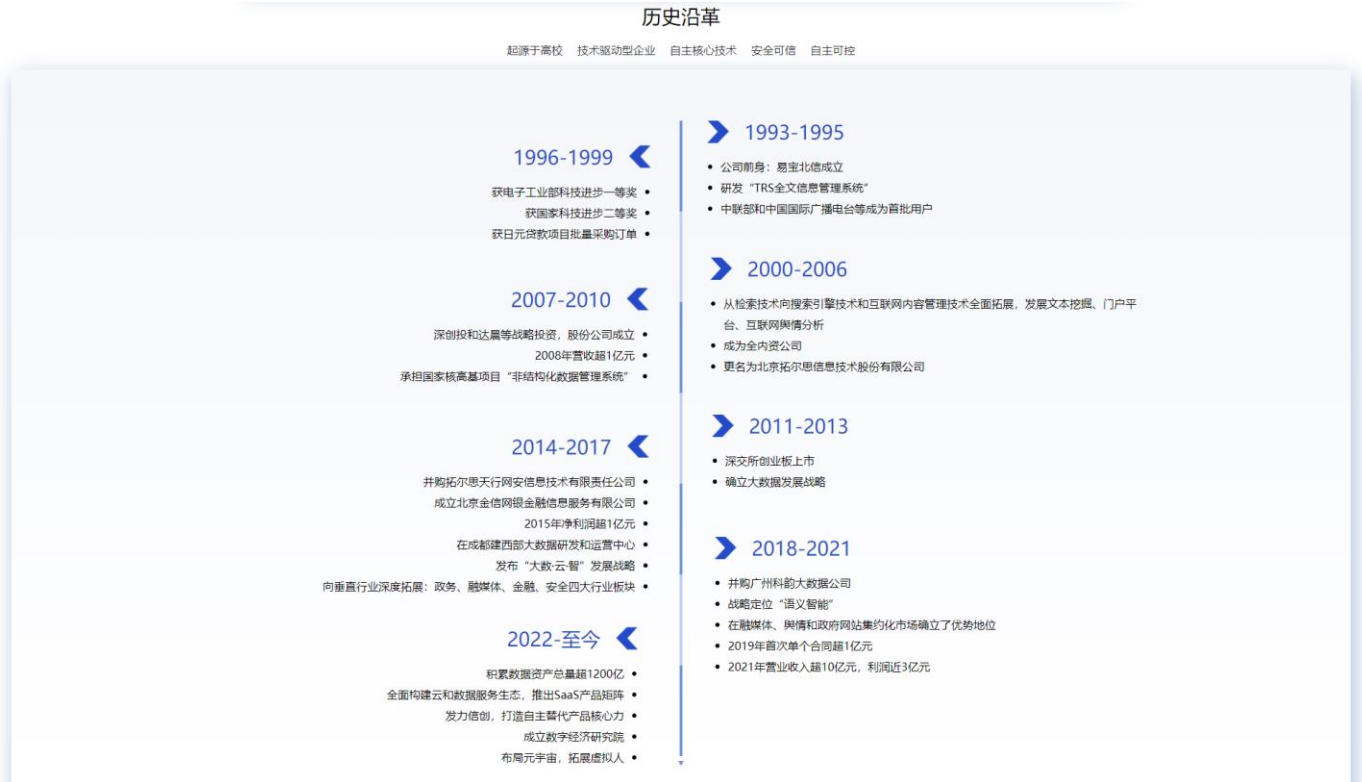 历史沿革
起源于高校 技术驱动型企业 自主核心技术 安全可信 自主可控
1993-1995
公司前身：易宝北信成立
研发“TRS全文信息管理系统”
中联部和中国国际广播电台等成为首批用户
1996-1999
获电子工业部科技进步一等奖
获国家科技进步二等奖
获日元贷款项目批量采购订单
2000-2006
从检索技术向搜索引擎技术和互联网内容管理技术全面拓展，发展文本挖掘、门户平
台、互联网舆情分析
成为全内资公司
更名为北京拓尔思信息技术股份有限公司
2007-2010
深创投和达晨等战略投资，股份公司成立
2008年营收超1亿元
承担国家核高基项目“非结构化数据管理系统”
2011-2013
深交所创业板上市
确立大数据发展战略
2014-2017
并购拓尔思天行网安信息技术有限责任公司
成立北京金信网银金融信息服务有限公司
2015年净利润超1亿元
在成都建西部大数据研发和运营中心
发布“大数·云·智”发展战略
向垂直行业深度拓展：政务、融媒体、金融、安全四大行业板块
2018-2021
并购广州科韵大数据公司
战略定位“语义智能”
在融媒体、舆情和政府网站集约化市场确立了优势地位
2019年首次单个合同超1亿元
2021年营业收入超10亿元，利润近3亿元
2022-至今
积累数据资产总量超1200亿
全面构建云和数据服务生态，推出SaaS产品矩阵
发力信创，打造自主替代产品核心力
成立数字经济研究院
布局元宇宙，拓展虚拟人